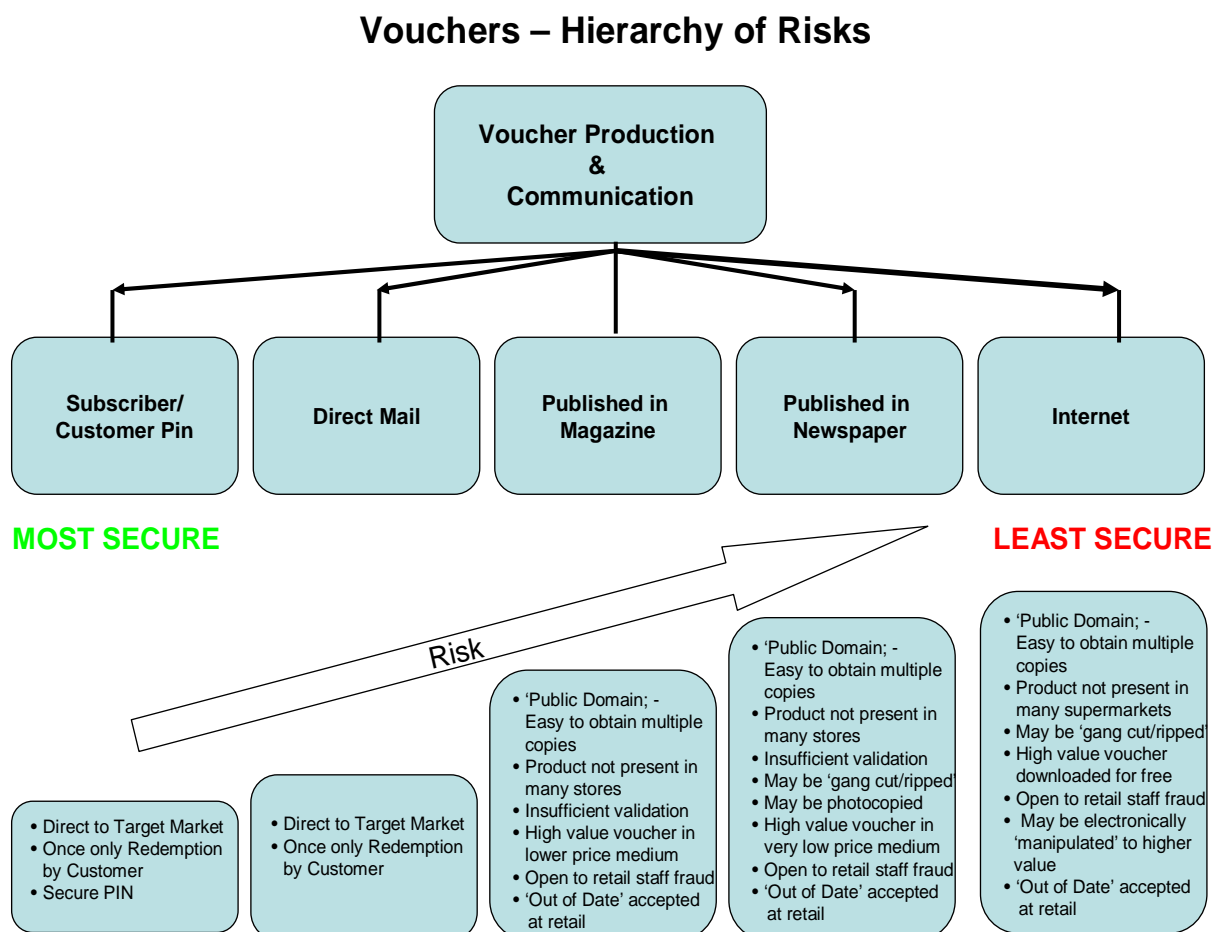 Vouchers – Hierarchy of Risks
Voucher Production
&
Communication
Subscriber/
Customer Pin
Direct Mail
Published in
Magazine
Published in
Newspaper
Internet
MOST SECURE
LEAST SECURE
Risk
• Direct to Target Market
• Once only Redemption
by Customer
• Secure PIN
• Direct to Target Market
• Once only Redemption
by Customer
• ‘Public Domain; -
Easy to obtain multiple
copies
• Product not present in
many stores
• Insufficient validation
• High value voucher in
lower price medium
• Open to retail staff fraud
• ‘Out of Date’ accepted
at retail
• ‘Public Domain; -
Easy to obtain multiple
copies
• Product not present in
many stores
• Insufficient validation
• May be ‘gang cut/ripped’
• May be photocopied
• High value voucher in
very low price medium
• Open to retail staff fraud
• ‘Out of Date’ accepted
at retail
• ‘Public Domain; -
Easy to obtain multiple
copies
• Product not present in
many supermarkets
• May be ‘gang cut/ripped’
• High value voucher
downloaded for free
• Open to retail staff fraud
• May be electronically
‘manipulated’ to higher
value
• ‘Out of Date’ accepted
at retail